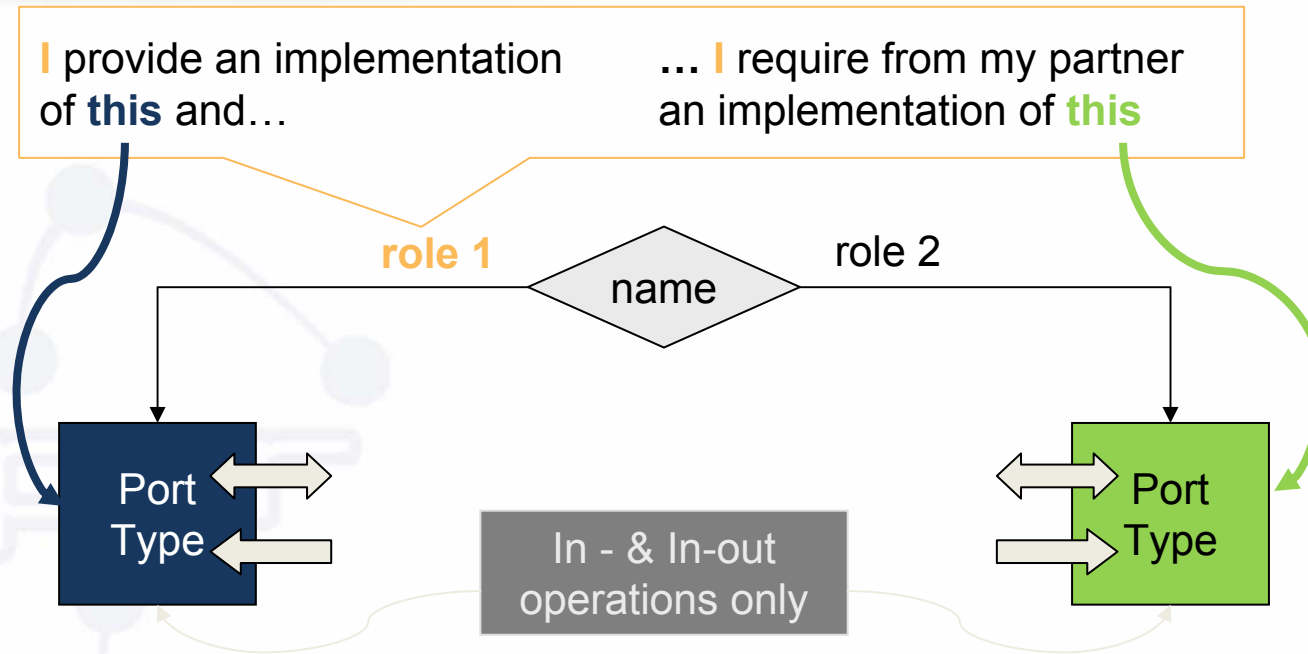 I provide an implementation
of this and…
... I require from my partner
an implementation of this
role 1
name
role 2
Port
Type
In - & In-out
operations only
Port
Type